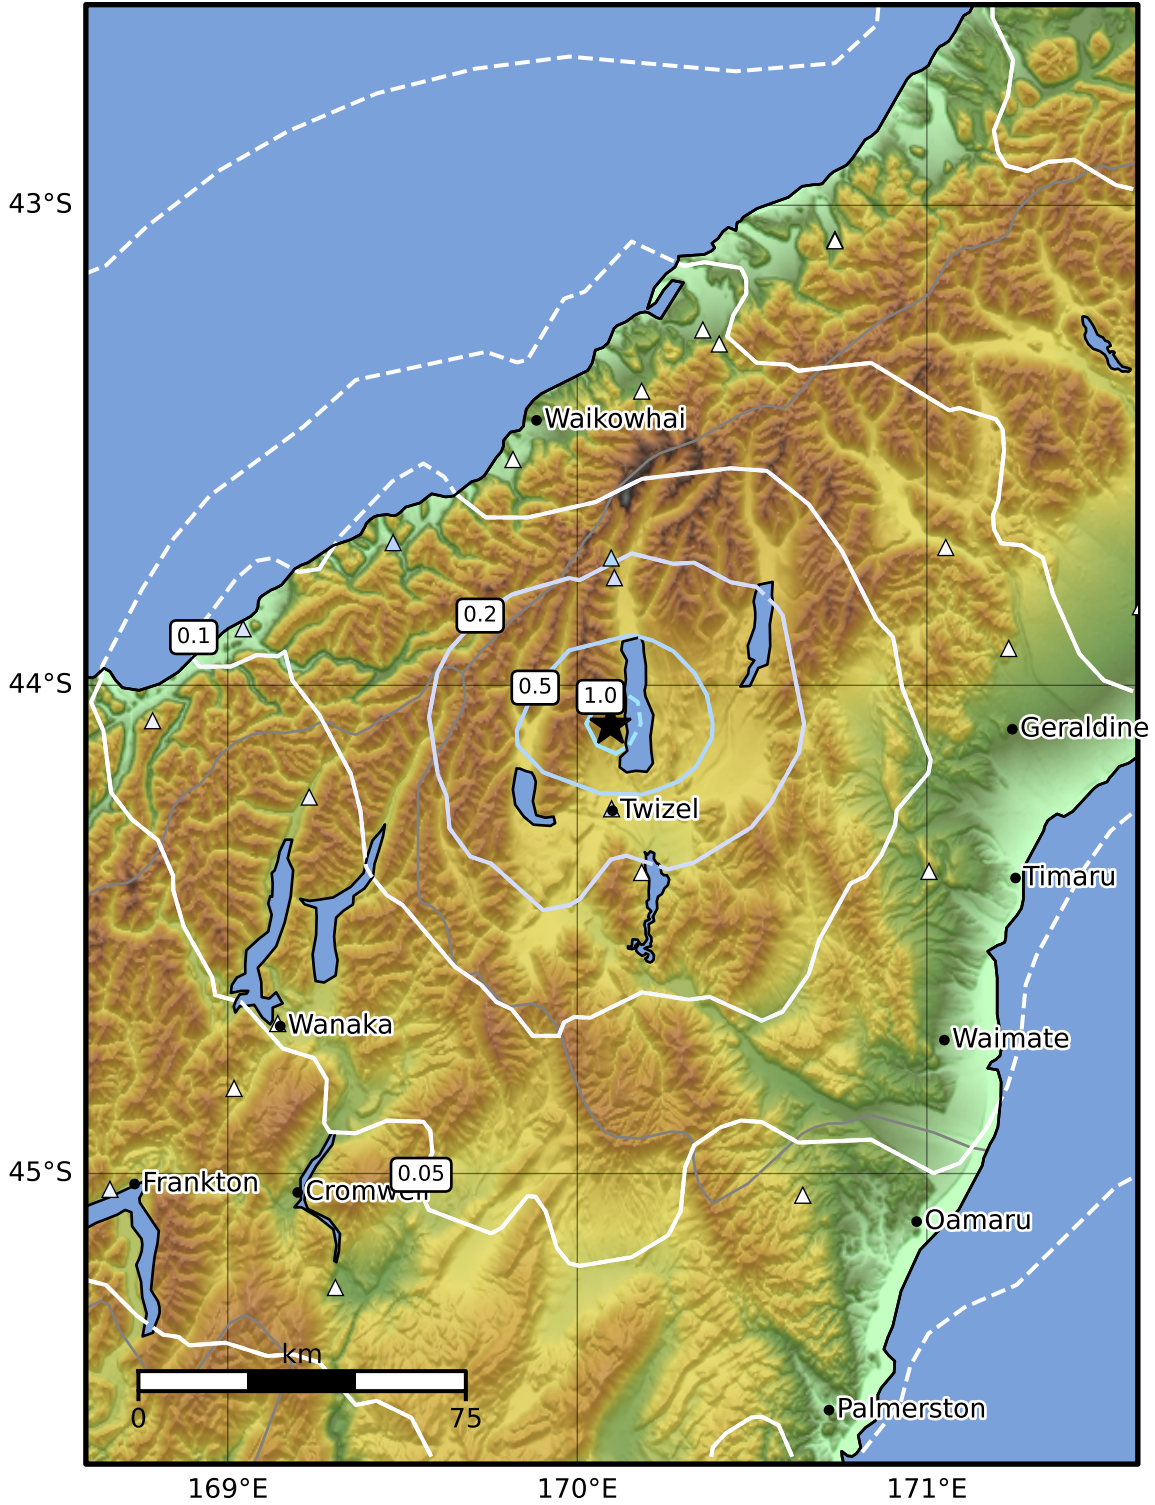 43°S
Waikowhai
0.2
0.1
44°S
0.5
1.0
Geraldine
Twizel
Timaru
Wanaka
Waimate
45°S
0.05
Frankton
Cromwell
Oamaru
km
0
75
Palmerston
169°E
170°E
171°E